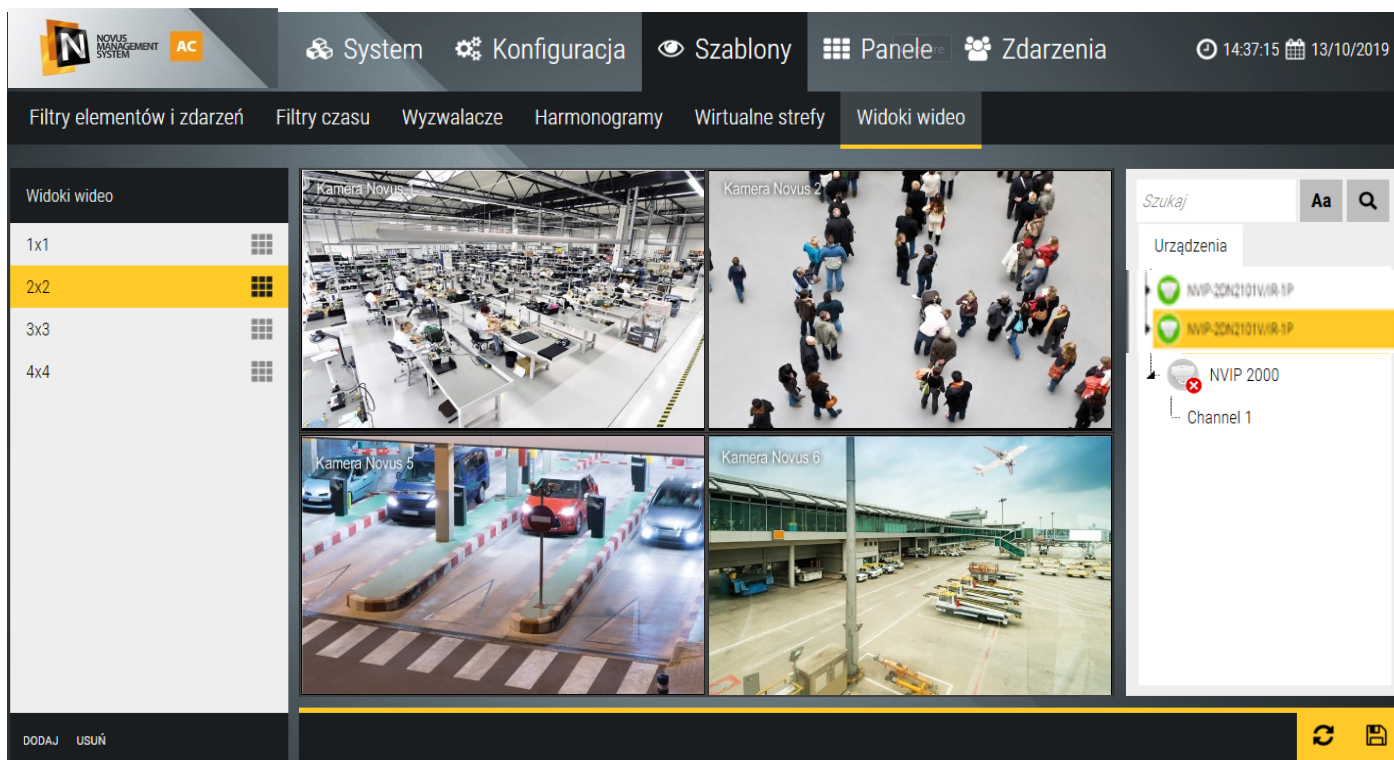 NOVUS
MANAGEMENT
SYSTEM
AC
System Konfiguracja Szablony Panele Zdarzenia 14:37:15 13/10/2019
Filtry elementów i zdarzeń Filtry czasu Wyzwalacze Harmonogramy Wirtualne strefy Widoki wideo
Widoki wideo
1x1
2x2
3x3
4x4
DODAJ USUŃ
Kamera Novus 1
Kamera Novus 2
Kamera Novus 5
Kamera Novus 6
Szukaj Aa
Urządzenia
NVIP-2DN2101V/IR-1P
NVIP-2DN2101V/IR-1P
NVIP 2000
Channel 1